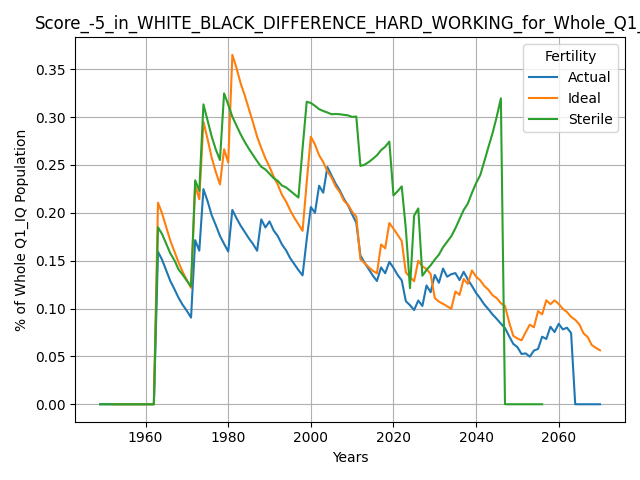 Score_-5_in_WHITE_BLACK_DIFFERENCE_HARD_WORKING_for_Whole_Q1_
Fertility
Actual
Ideal
Sterile
% of Whole Q1_IQ Population
0.35
0.30
0.25
0.20
0.15
0.10
0.05
0.00
1960 1980 2000 2020 2040 2060
Years